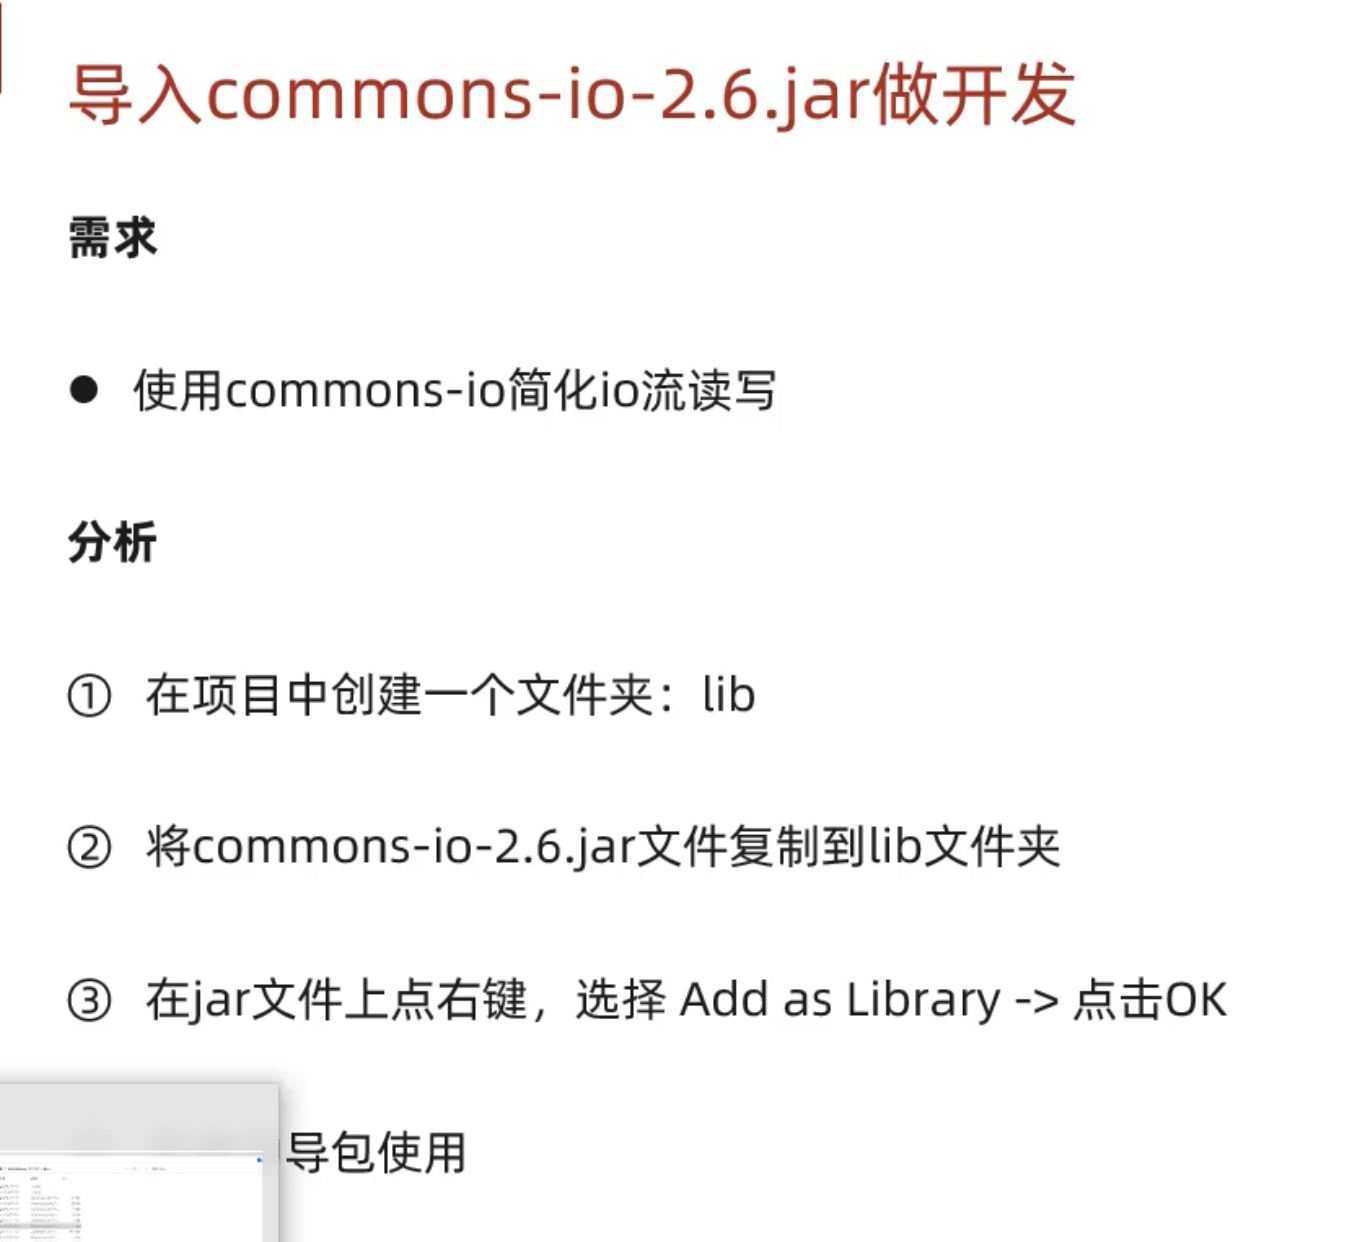 导入commons-io-2.6.jar做开发
需求
● 使用commons-io简化io流读写
分析
① 在项目中创建一个文件夹：lib
② 将commons-io-2.6.jar文件复制到lib文件夹
③ 在jar文件上点右键，选择 Add as Library -> 点击OK
导包使用